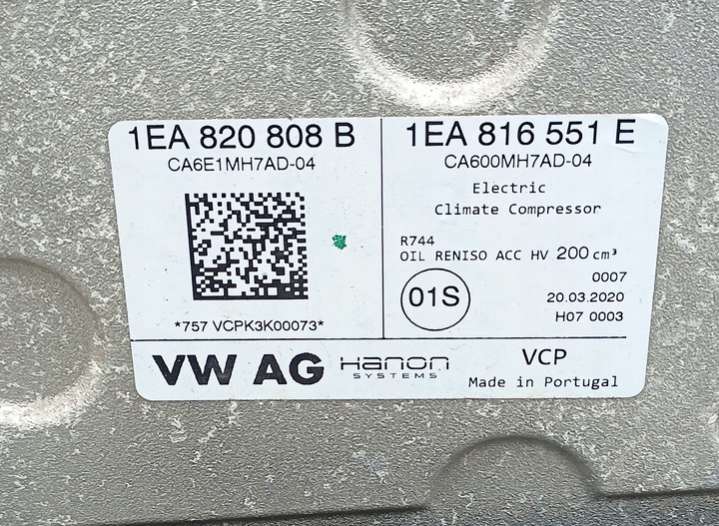 1EA 820 808 B
CA6E1MH7AD-04
*757 VCPK3K00073*
1EA 816 551 E
CA600MH7AD-04
Electric
Climate Compressor
R744
OIL RENISO ACC HV 200 cm³
01S
0007
20.03.2020
H07 0003
VW AG
Hanon
SYSTEMS
VCP
Made in Portugal